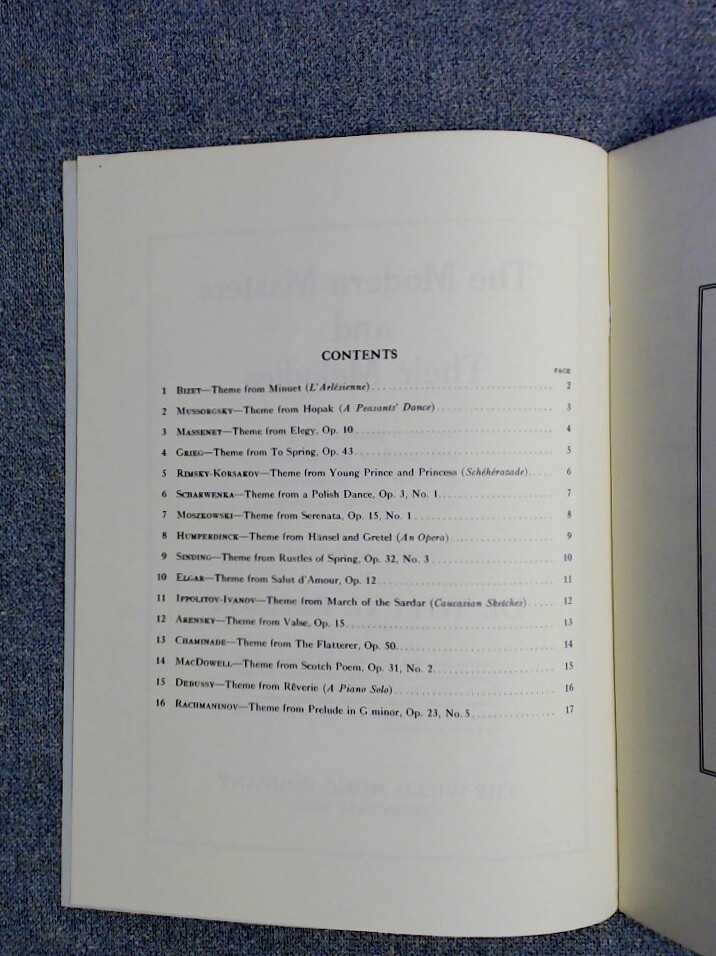 CONTENTS
PAGE
1 BIZET—Theme from Minuet (L'Arlésienne) 2
2 MUSSORGSKY—Theme from Hopak (A Peasants' Dance) 3
3 MASSENET—Theme from Elegy, Op. 10 4
4 GRIEG—Theme from To Spring, Op. 43 5
5 RIMSKY-KORSAKOV—Theme from Young Prince and Princess (Schéhérazade) 6
6 SCHARWENKA—Theme from a Polish Dance, Op. 3, No. 1 7
7 MOSZKOWSKI—Theme from Serenata, Op. 15, No. 1 8
8 HUMPERDINCK—Theme from Hänsel and Gretel (An Opera) 9
9 SINDING—Theme from Rustles of Spring, Op. 32, No. 3 10
10 ELGAR—Theme from Salut d'Amour, Op. 12 11
11 IPPOLITOV-IVANOV—Theme from March of the Sardar (Caucasian Sketches) 12
12 ARENSKY—Theme from Valse, Op. 15 13
13 CHAMINADE—Theme from The Flatterer, Op. 50 14
14 MACDOWELL—Theme from Scotch Poem, Op. 31, No. 2 15
15 DEBUSSY—Theme from Rêverie (A Piano Solo) 16
16 RACHMANINOV—Theme from Prelude in G minor, Op. 23, No. 5 17